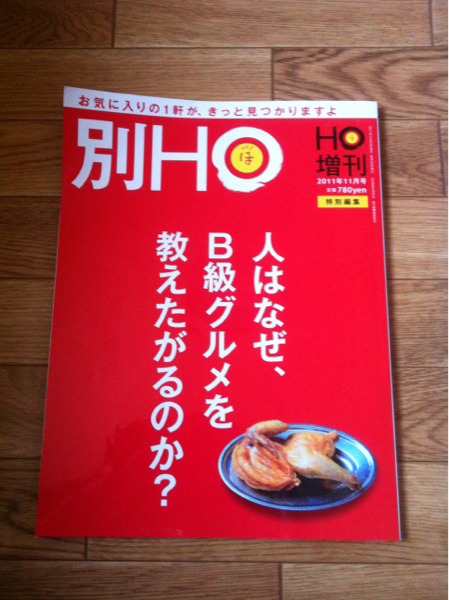 お気に入りの1軒が、きっと見つかりますよ
別HO
ほ
HO
増刊
2011年11月号
定価780yen
特別編集
人はなぜ、
B級グルメを
教えたがるのか?